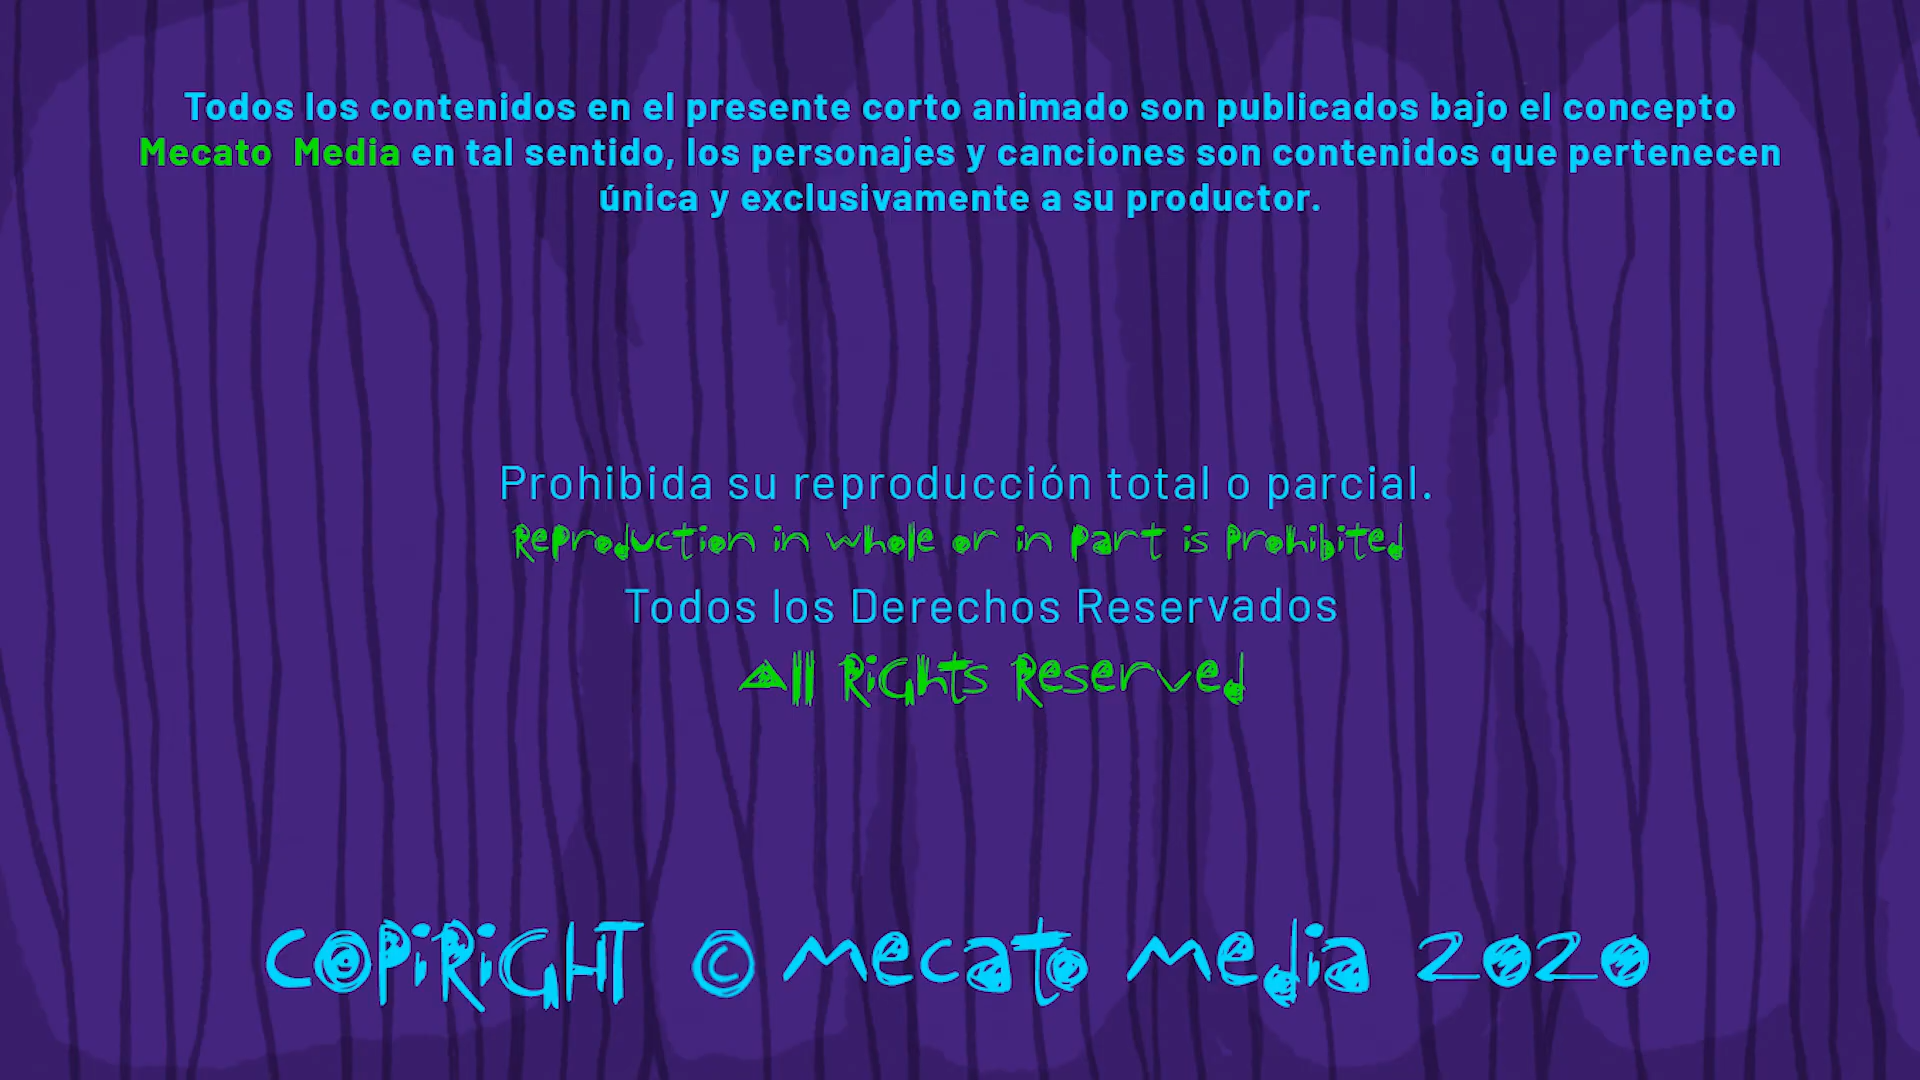 Todos los contenidos en el presente corto animado son publicados bajo el concepto
Mecato Media en tal sentido, los personajes y canciones son contenidos que pertenecen
única y exclusivamente a su productor.
Prohibida su reproducción total o parcial.
Reproduction in whole or in part is prohibited
Todos los Derechos Reservados
All Rights Reserved
COPiRiGHT © Mecato Media 2020